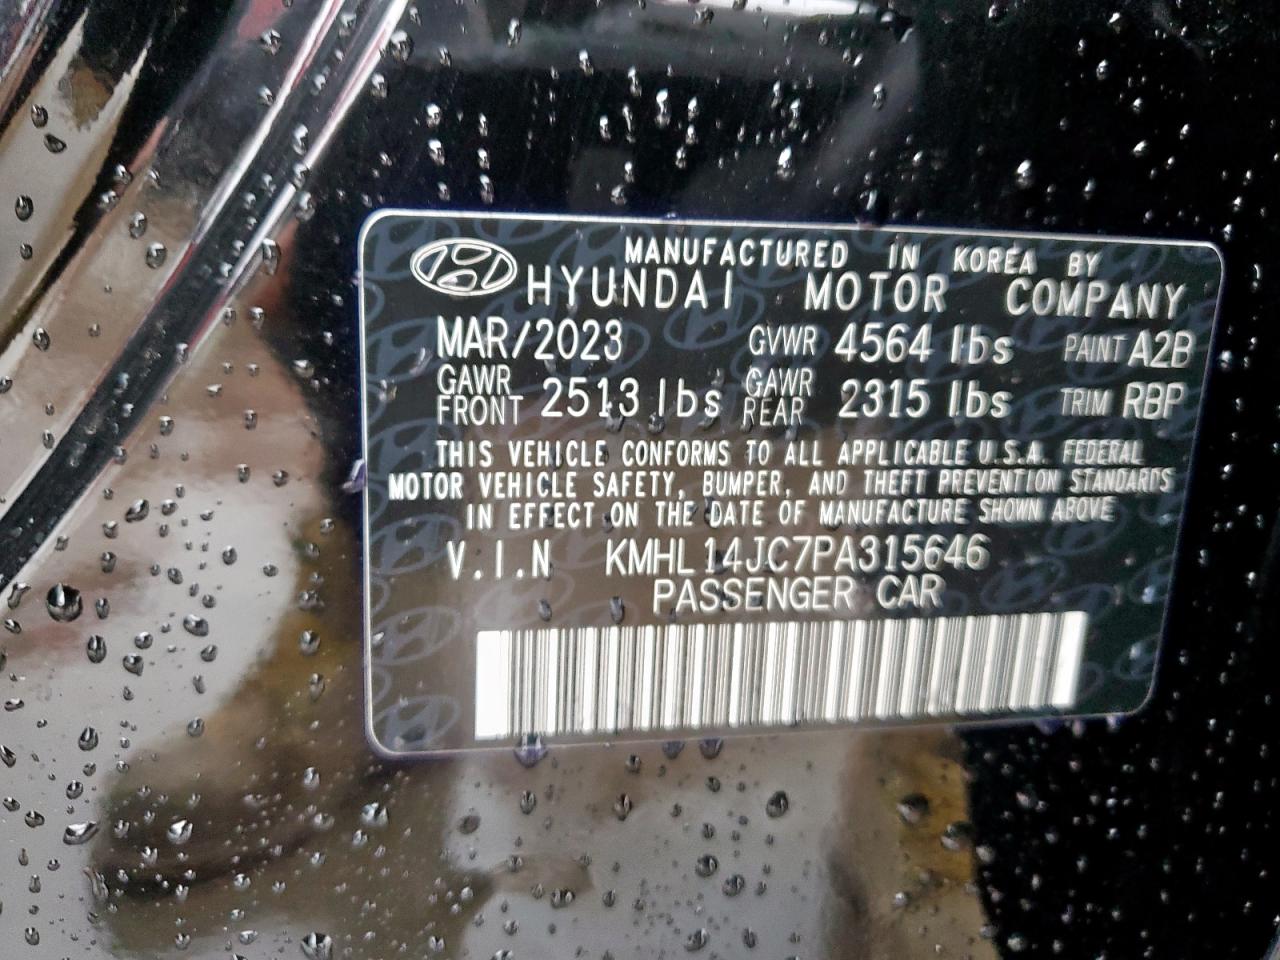 MANUFACTURED IN KOREA BY
HYUNDAI MOTOR COMPANY
MAR/2023 GVWR 4564 lbs PAINT A2B
GAWR FRONT 2513 lbs GAWR REAR 2315 lbs TRIM RBP
THIS VEHICLE CONFORMS TO ALL APPLICABLE U.S.A. FEDERAL
MOTOR VEHICLE SAFETY, BUMPER, AND THEFT PREVENTION STANDARDS
IN EFFECT ON THE DATE OF MANUFACTURE SHOWN ABOVE
V.I.N KMHL14JC7PA315646
PASSENGER CAR